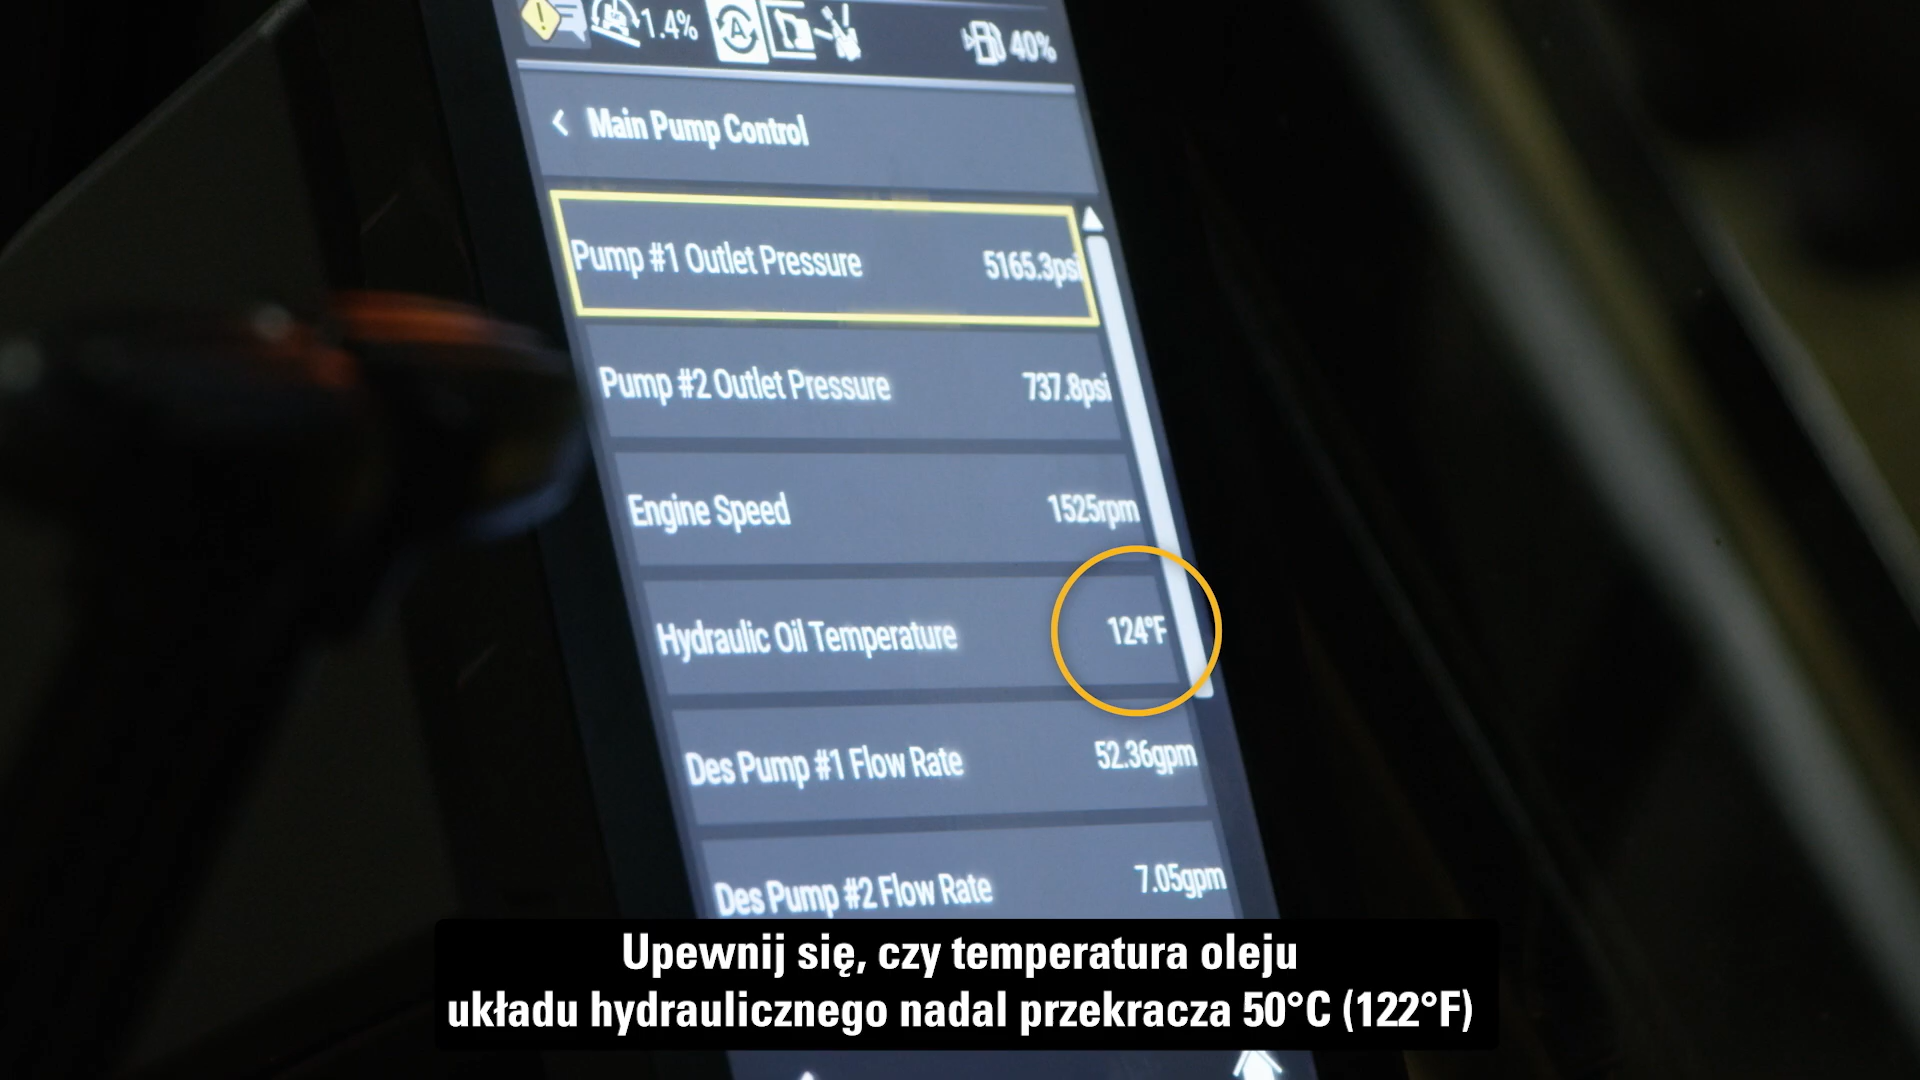 1.4%
A
40%
Main Pump Control
Pump #1 Outlet Pressure 5165.3psi
Pump #2 Outlet Pressure 737.8psi
Engine Speed 1525rpm
Hydraulic Oil Temperature 124°F
Des Pump #1 Flow Rate 52.36gpm
Des Pump #2 Flow Rate 7.05gpm
Upewnij się, czy temperatura oleju
układu hydraulicznego nadal przekracza 50°C (122°F)